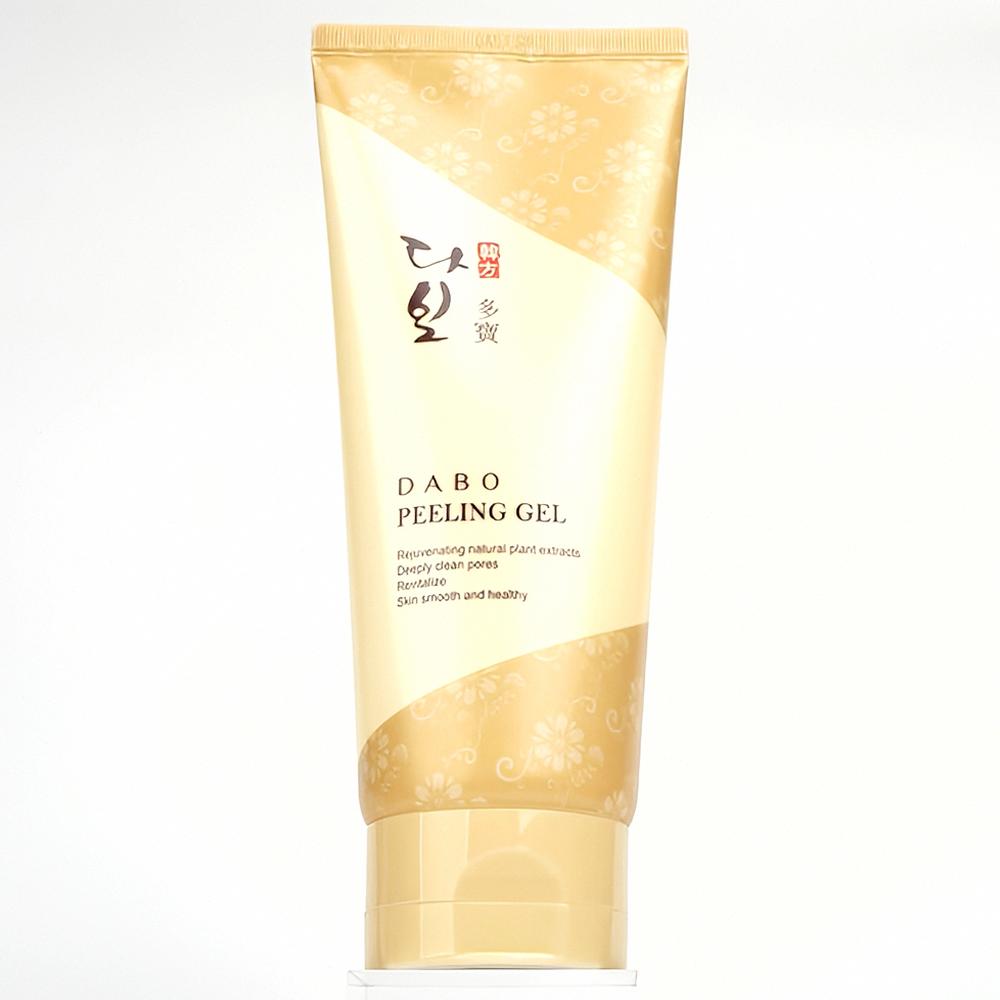 다보
韓方
多寶
DABO
PEELING GEL
Rejuvenating natural plant extracts
Deeply clean pores
Revitalize
Skin smooth and healthy